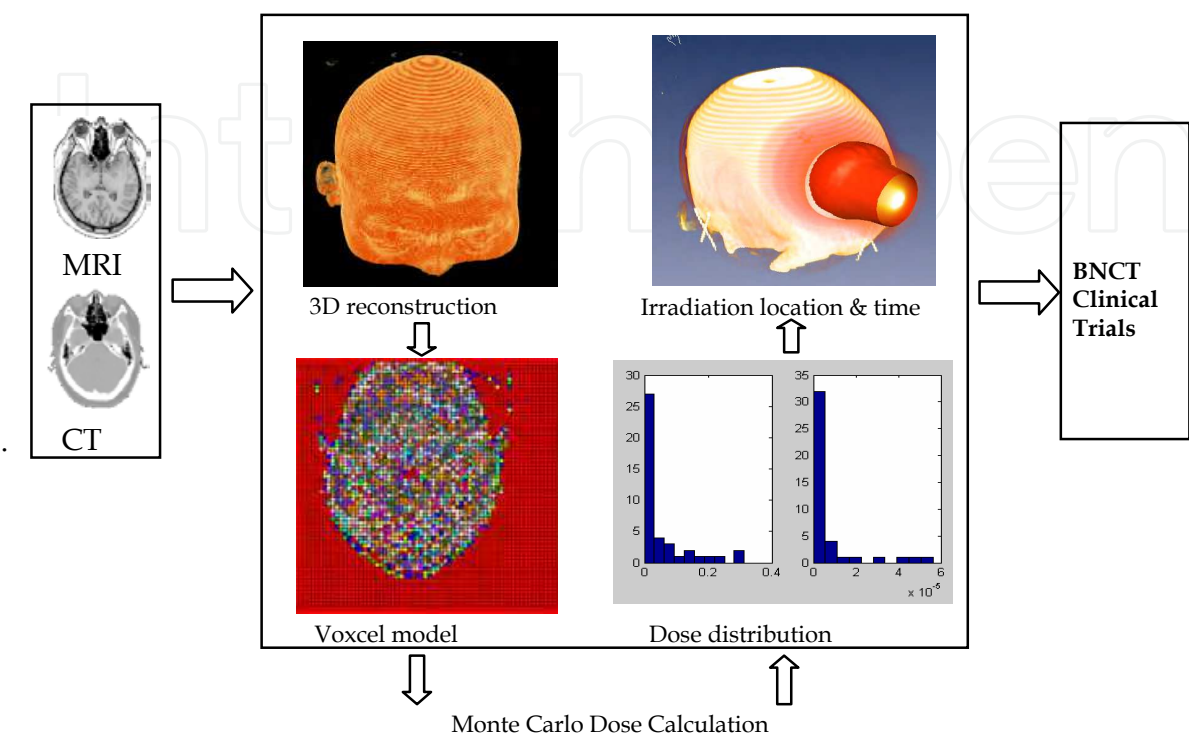 MRI
CT
.
3D reconstruction
Irradiation location & time
Voxcel model
Dose distribution
30
25
20
15
10
5
0
0
0.2
0.4
35
30
25
20
15
10
5
0
0
2
4
6
x 10⁻⁵
Monte Carlo Dose Calculation
BNCT
Clinical
Trials